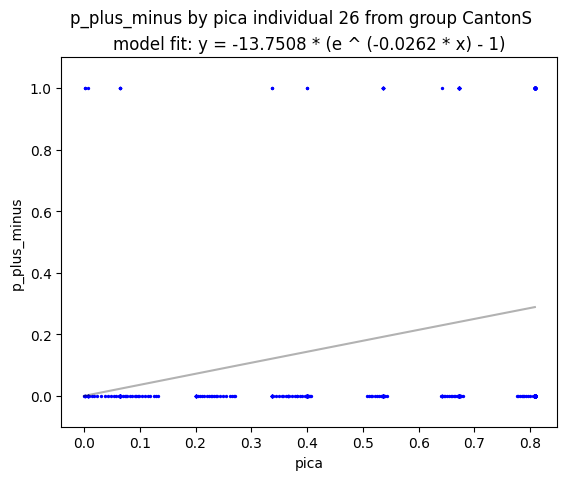 p_plus_minus by pica individual 26 from group CantonS
model fit: y = -13.7508 * (e ^ (-0.0262 * x) - 1)
1.0
0.8
0.6
0.4
0.2
0.0
p_plus_minus
0.0 0.1 0.2 0.3 0.4 0.5 0.6 0.7 0.8
pica